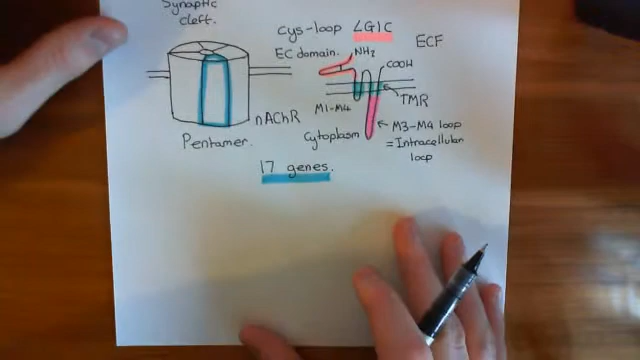 Synaptic
cleft.
cys-loop LGIC
EC domain.
NH₂
ECF
COOH
M1-M4
TMR
nAChR
Cytoplasm
M3-M4 loop
= Intracellular
loop
Pentamer.
17 genes.